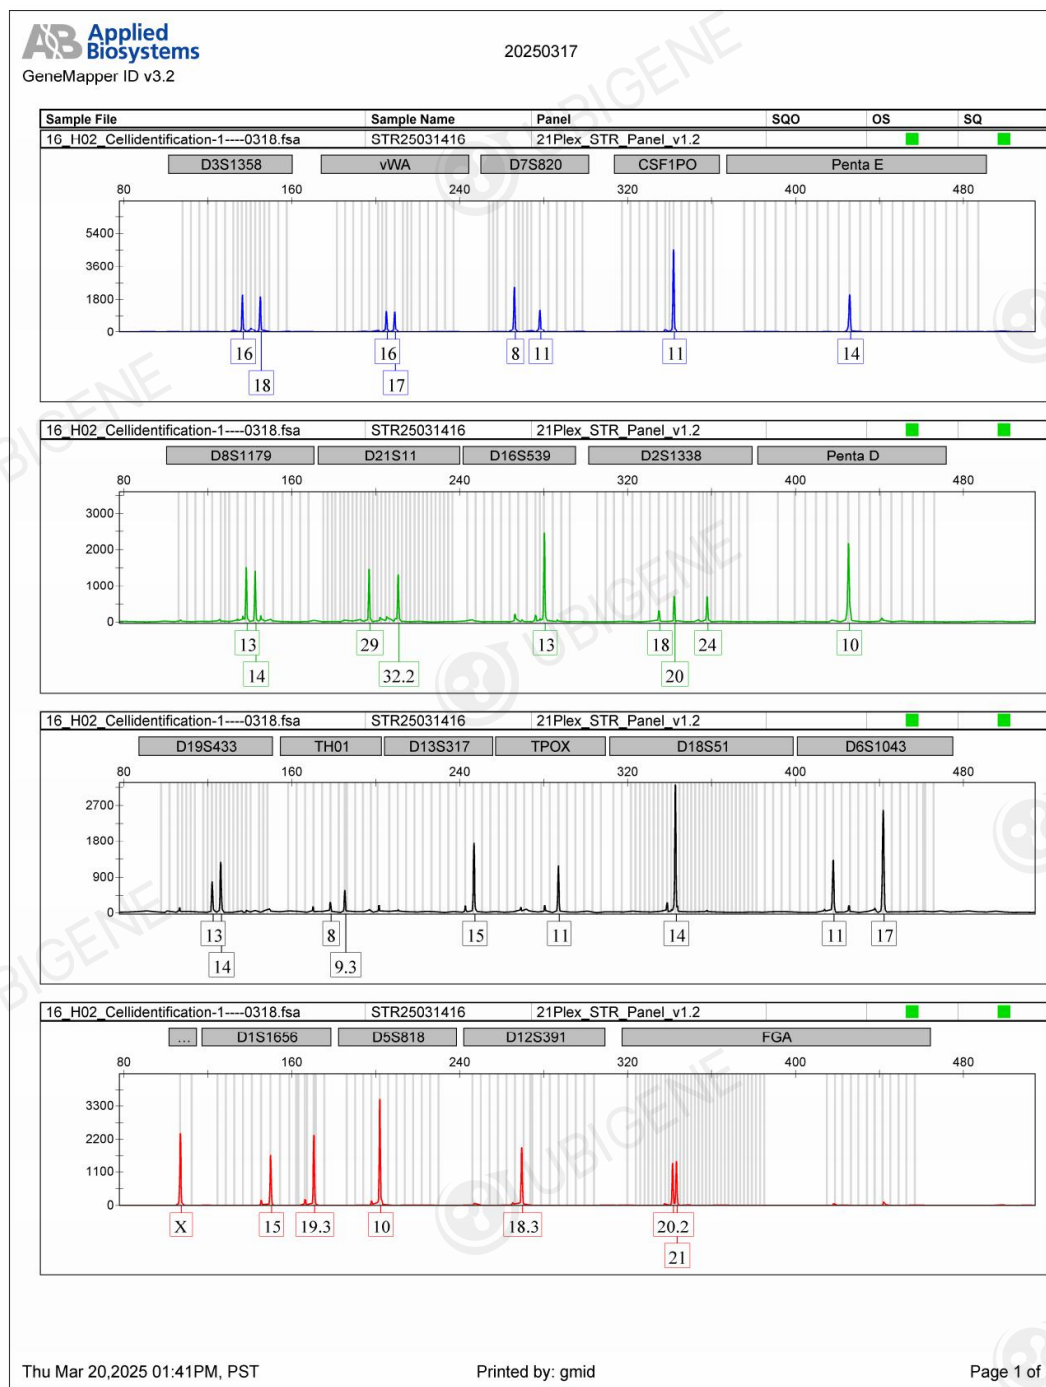 AB Applied Biosystems
GeneMapper ID v3.2
20250317
Sample File Sample Name Panel SQO OS SQ
16_H02_Cellidentification-1----0318.fsa STR25031416 21Plex_STR_Panel_v1.2
D3S1358 vWA D7S820 CSF1PO Penta E
80 160 240 320 400 480
5400
3600
1800
0
16 16 8 11 11 14
18 17
16_H02_Cellidentification-1----0318.fsa STR25031416 21Plex_STR_Panel_v1.2
D8S1179 D21S11 D16S539 D2S1338 Penta D
80 160 240 320 400 480
3000
2000
1000
0
13 29 13 18 24 10
14 32.2 20
16_H02_Cellidentification-1----0318.fsa STR25031416 21Plex_STR_Panel_v1.2
D19S433 TH01 D13S317 TPOX D18S51 D6S1043
80 160 240 320 400 480
2700
1800
900
0
13 8 15 11 14 11 17
14 9.3
16_H02_Cellidentification-1----0318.fsa STR25031416 21Plex_STR_Panel_v1.2
... D1S1656 D5S818 D12S391 FGA
80 160 240 320 400 480
3300
2200
1100
0
X 15 19.3 10 18.3 20.2
21
Thu Mar 20,2025 01:41PM, PST Printed by: gmid Page 1 of
UBIGENE
UBIGENE
UBIGENE
UBIGENE
UBIGENE